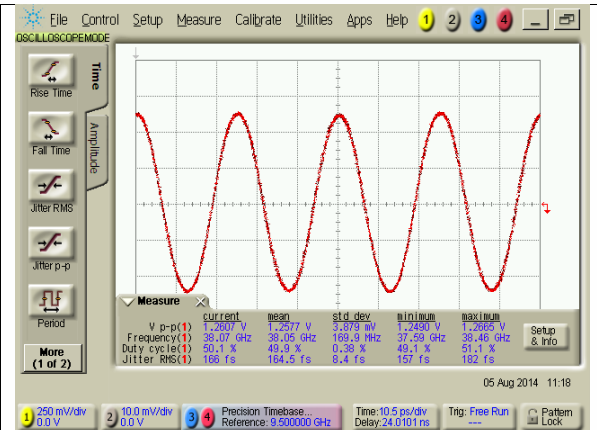 File Control Setup Measure Calibrate Utilities Apps Help 1 2 3 4
OSCILLOSCOPEMODE
Time
Amplitude
Rise Time
Fall Time
Jitter RMS
Jitter p-p
Period
More
(1 of 2)
Measure
current mean std dev minimum maximum
V p-p(1) 1.2607 V 1.2577 V 3.879 mV 1.2490 V 1.2665 V
Frequency(1) 38.07 GHz 38.05 GHz 169.9 MHz 37.59 GHz 38.46 GHz
Duty cycle(1) 50.1 % 49.9 % 0.38 % 49.1 % 51.1 %
Jitter RMS(1) 166 fs 164.5 fs 8.4 fs 157 fs 182 fs
Setup
& Info
05 Aug 2014 11:18
1 250 mV/div
0.0 V
2 10.0 mV/div
0.0 V
3 4 Precision Timebase...
Reference: 9.500000 GHz
Time:10.5 ps/div
Delay:24.0101 ns
Trig: Free Run
---
Pattern
Lock